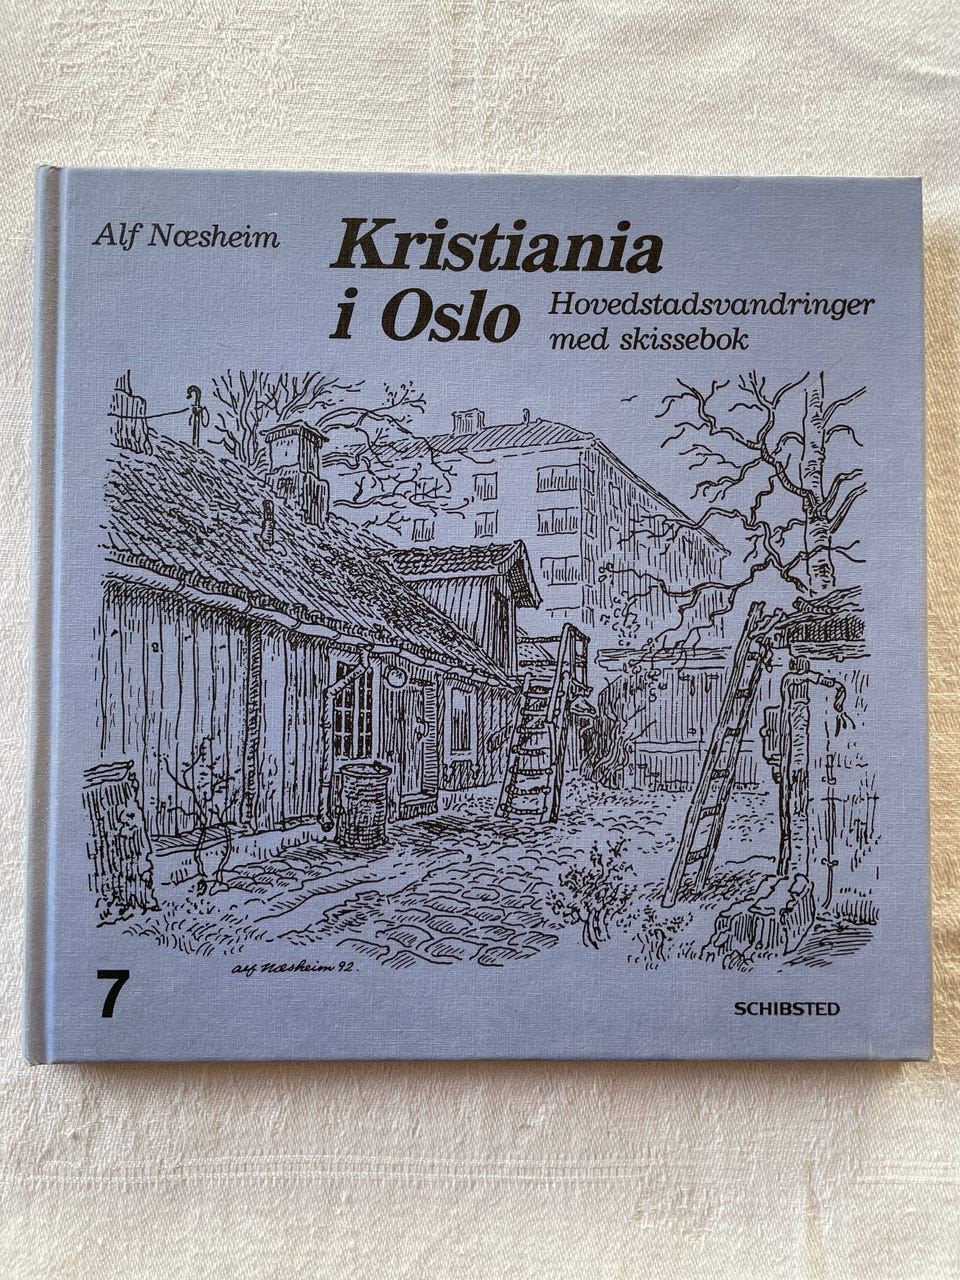 Alf Næsheim
Kristiania
i Oslo
Hovedstadsvandringer
med skissebok
alf næsheim 92.
7
SCHIBSTED